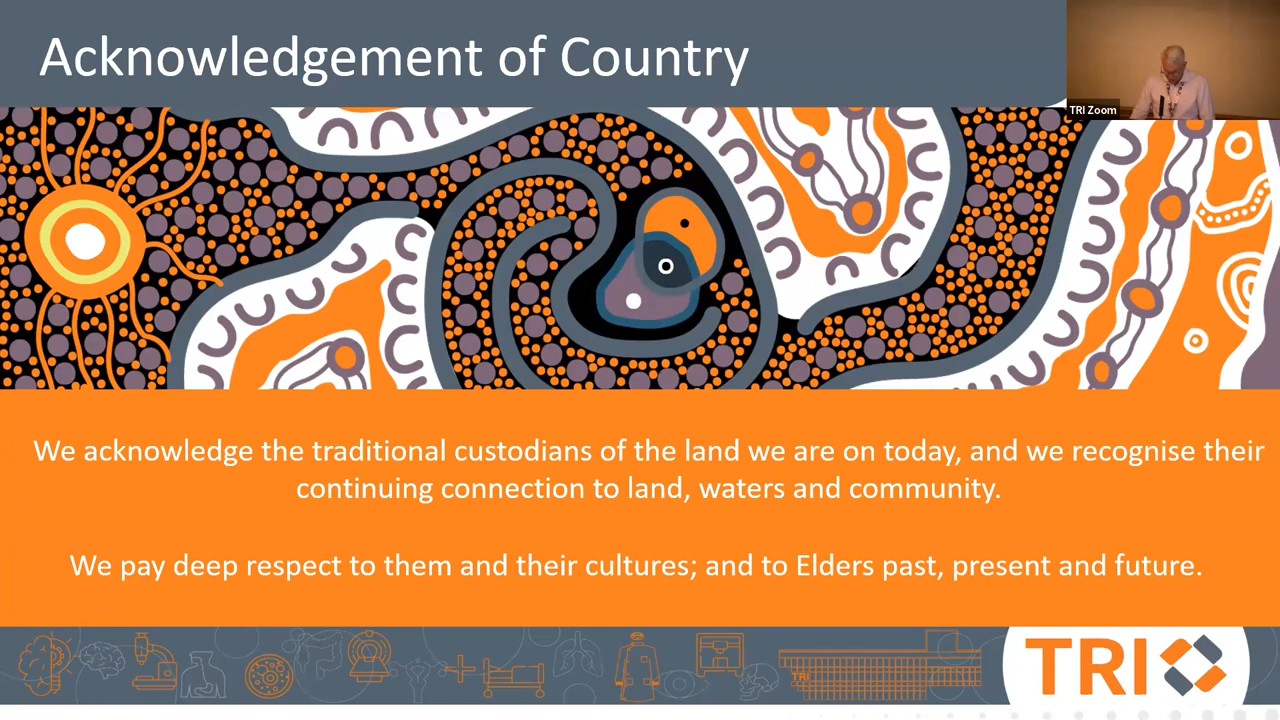 Acknowledgement of Country
TRI Zoom
We acknowledge the traditional custodians of the land we are on today, and we recognise their
continuing connection to land, waters and community.
We pay deep respect to them and their cultures; and to Elders past, present and future.
TRI
TRI